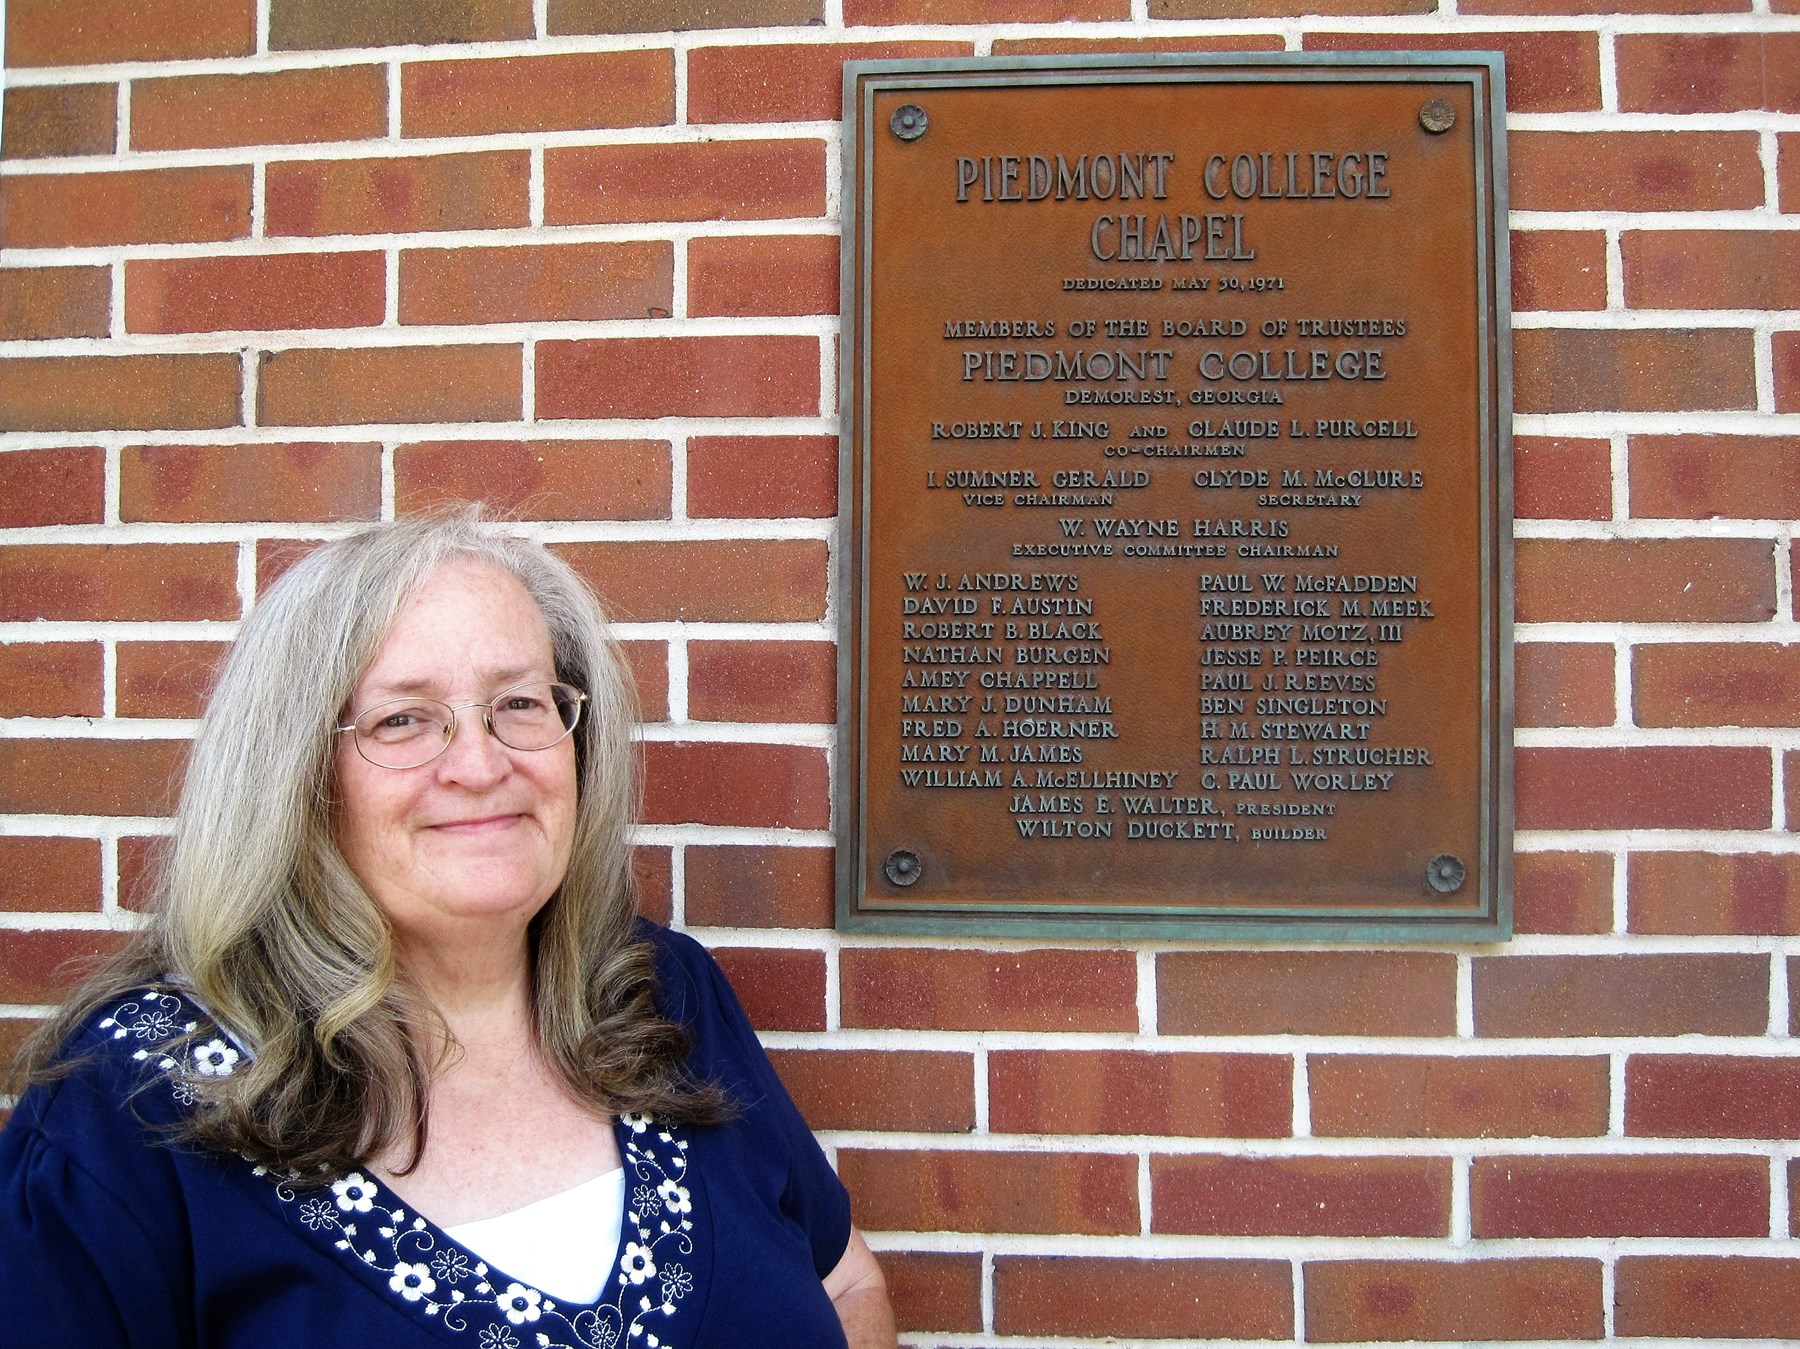 PIEDMONT COLLEGE
CHAPEL
DEDICATED MAY 30, 1971
MEMBERS OF THE BOARD OF TRUSTEES
PIEDMONT COLLEGE
DEMOREST, GEORGIA
ROBERT J. KING AND CLAUDE L. PURCELL
CO-CHAIRMEN
I. SUMNER GERALD CLYDE M. McCLURE
VICE CHAIRMAN SECRETARY
W. WAYNE HARRIS
EXECUTIVE COMMITTEE CHAIRMAN
W. J. ANDREWS PAUL W. McFADDEN
DAVID F. AUSTIN FREDERICK M. MEEK
ROBERT B. BLACK AUBREY MOTZ, III
NATHAN BURGEN JESSE P. PEIRCE
AMEY CHAPPELL PAUL J. REEVES
MARY J. DUNHAM BEN SINGLETON
FRED A. HOERNER H. M. STEWART
MARY M. JAMES RALPH L. STRUCHER
WILLIAM A. McELLHINEY C. PAUL WORLEY
JAMES E. WALTER, PRESIDENT
WILTON DUCKETT, BUILDER